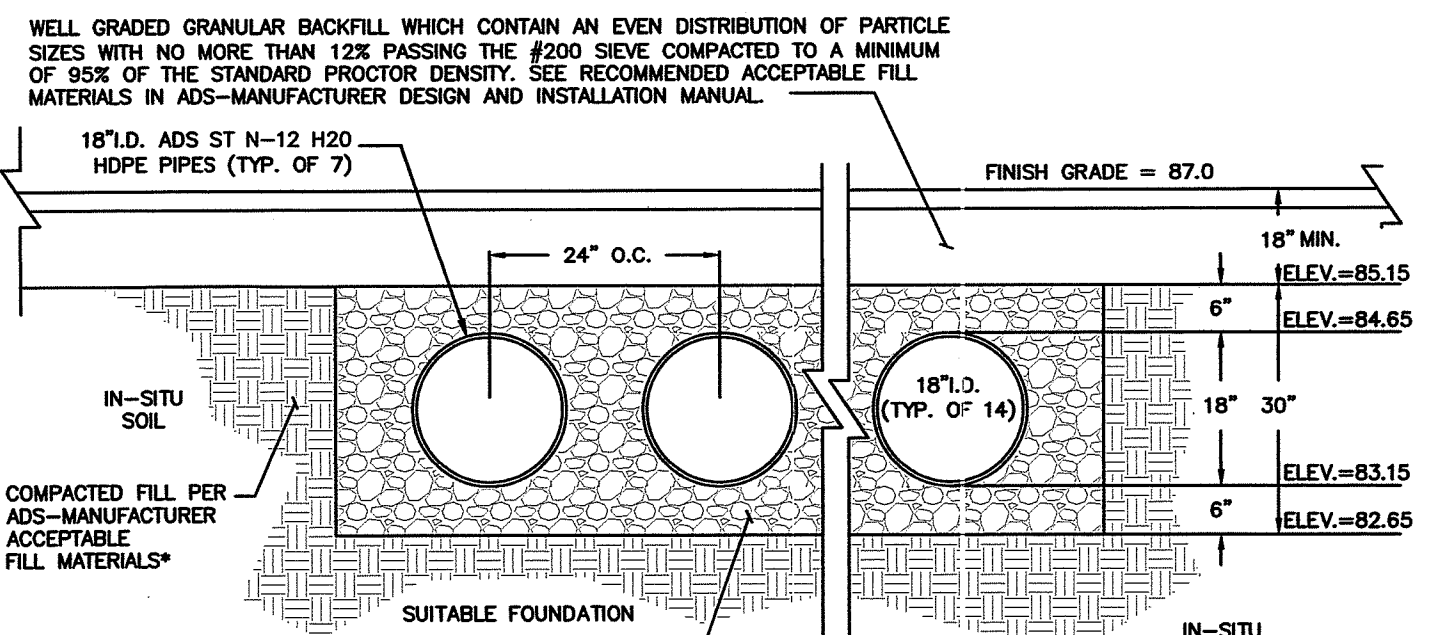 WELL GRADED GRANULAR BACKFILL WHICH CONTAIN AN EVEN DISTRIBUTION OF PARTICLE
SIZES WITH NO MORE THAN 12% PASSING THE #200 SIEVE COMPACTED TO A MINIMUM
OF 95% OF THE STANDARD PROCTOR DENSITY. SEE RECOMMENDED ACCEPTABLE FILL
MATERIALS IN ADS-MANUFACTURER DESIGN AND INSTALLATION MANUAL.
18"I.D. ADS ST N-12 H20
HDPE PIPES (TYP. OF 7)
FINISH GRADE = 87.0
18" MIN.
24" O.C.
ELEV.=85.15
6"
ELEV.=84.65
IN-SITU
SOIL
18"I.D.
(TYP. OF 14)
18"
30"
ELEV.=83.15
COMPACTED FILL PER
ADS-MANUFACTURER
ACCEPTABLE
FILL MATERIALS*
6"
ELEV.=82.65
SUITABLE FOUNDATION
IN-SITU